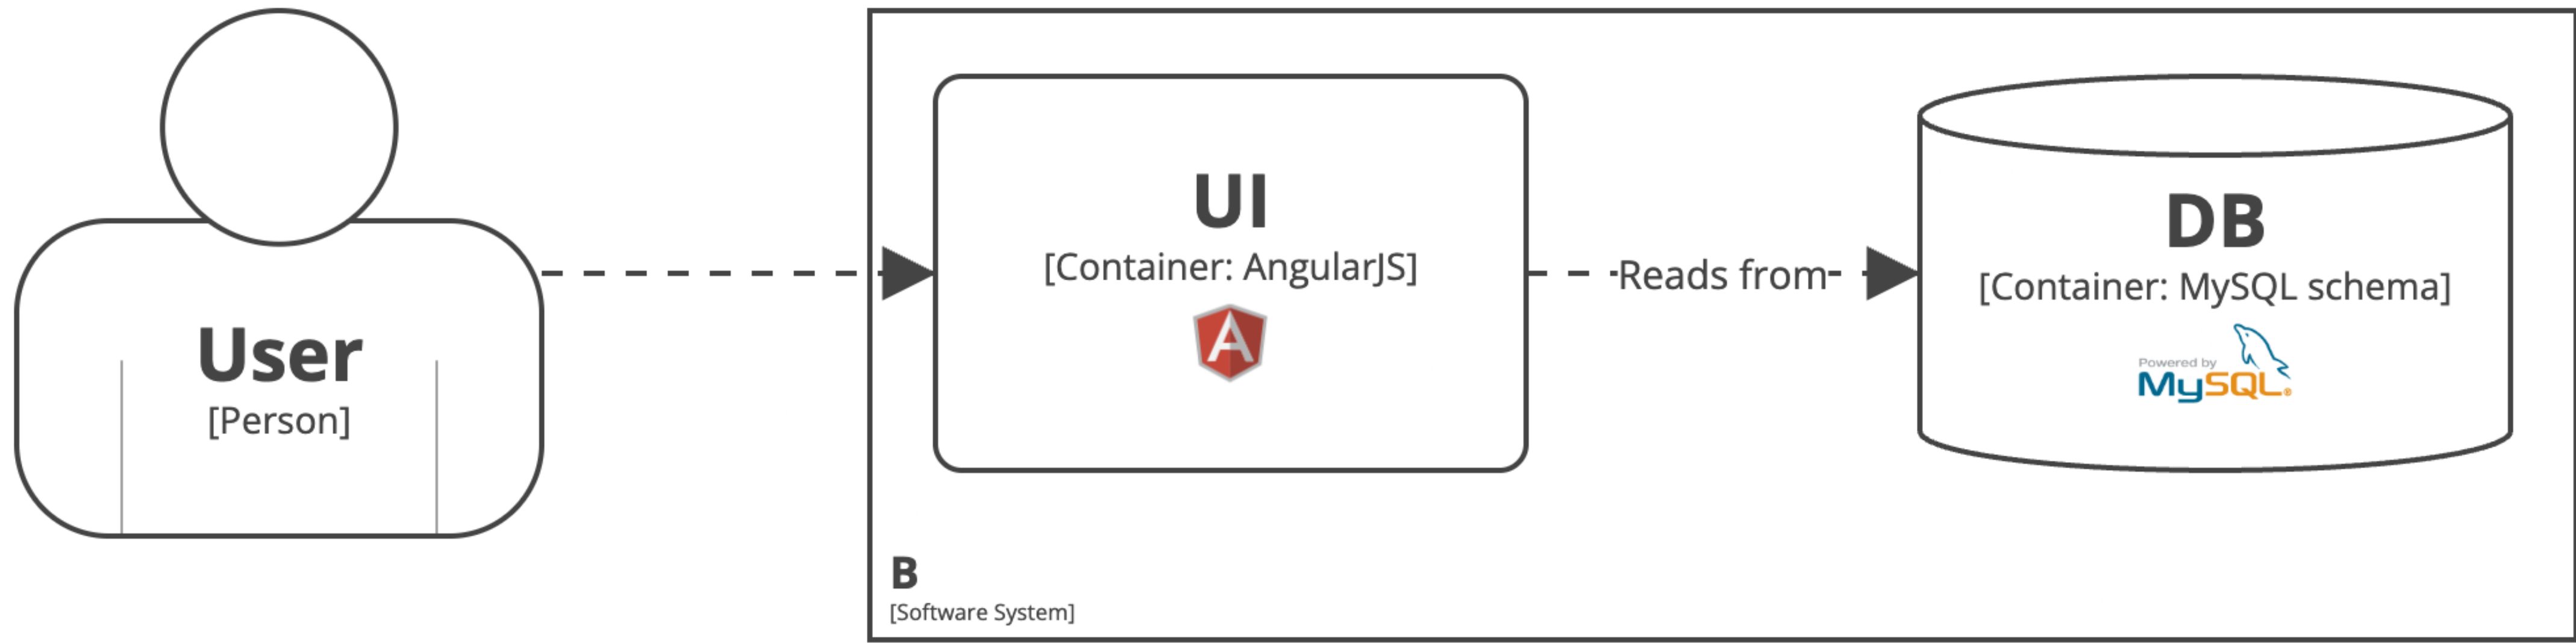 User
[Person]
UI
[Container: AngularJS]
A
Reads from
DB
[Container: MySQL schema]
Powered by
MySQL®
B
[Software System]